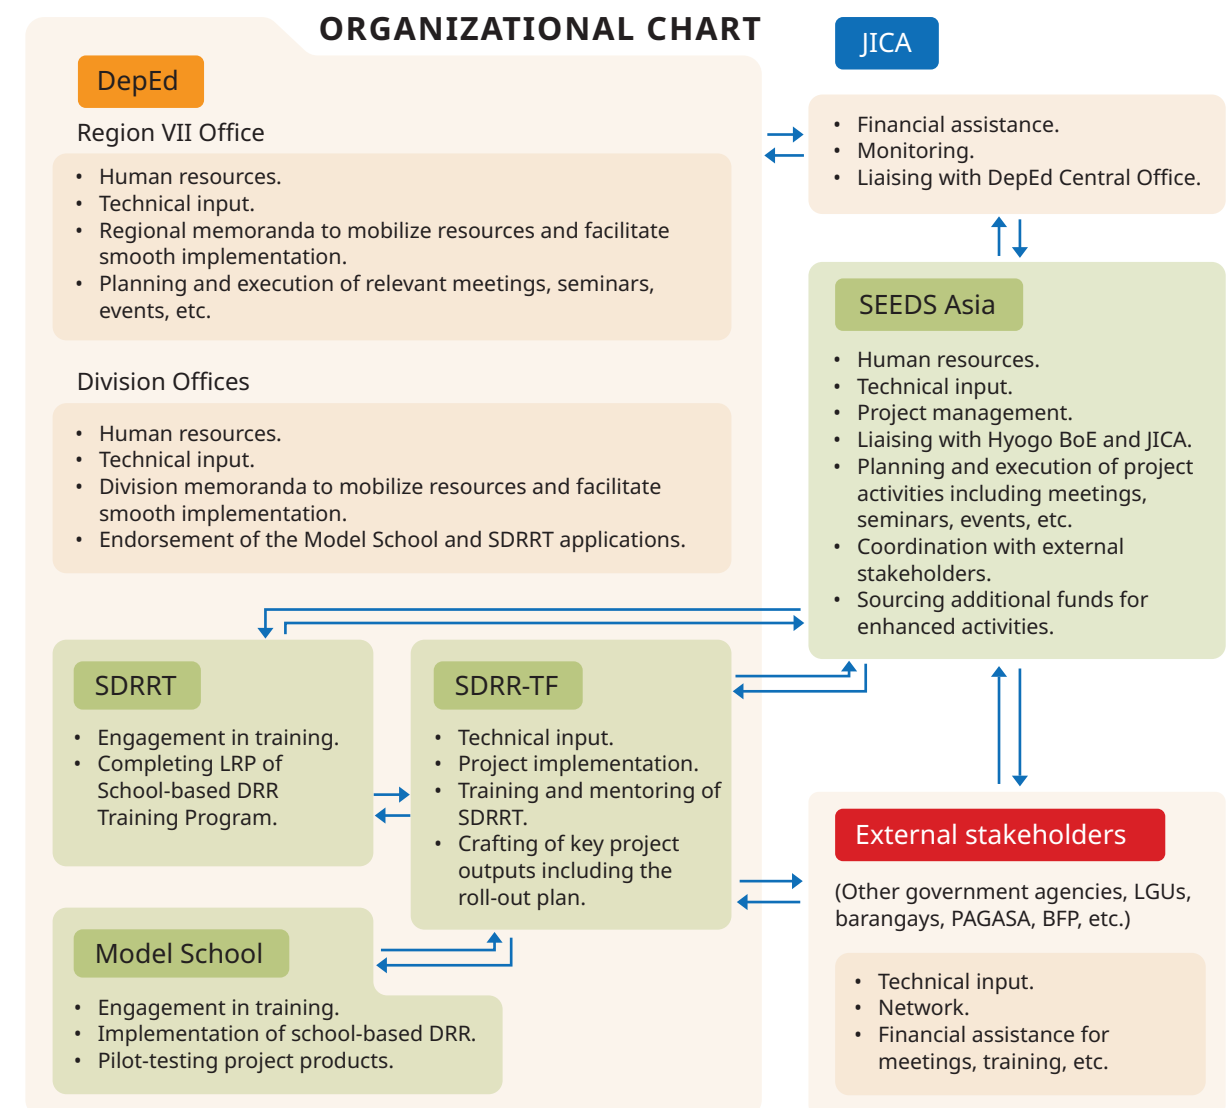 ORGANIZATIONAL CHART
DepEd
Region VII Office
• Human resources.
• Technical input.
• Regional memoranda to mobilize resources and facilitate
smooth implementation.
• Planning and execution of relevant meetings, seminars,
events, etc.
Division Offices
• Human resources.
• Technical input.
• Division memoranda to mobilize resources and facilitate
smooth implementation.
• Endorsement of the Model School and SDRRT applications.
SDRRT
• Engagement in training.
• Completing LRP of
School-based DRR
Training Program.
SDRR-TF
• Technical input.
• Project implementation.
• Training and mentoring of
SDRRT.
• Crafting of key project
outputs including the
roll-out plan.
Model School
• Engagement in training.
• Implementation of school-based DRR.
• Pilot-testing project products.
JICA
• Financial assistance.
• Monitoring.
• Liaising with DepEd Central Office.
SEEDS Asia
• Human resources.
• Technical input.
• Project management.
• Liaising with Hyogo BoE and JICA.
• Planning and execution of project
activities including meetings,
seminars, events, etc.
• Coordination with external
stakeholders.
• Sourcing additional funds for
enhanced activities.
External stakeholders
(Other government agencies, LGUs,
barangays, PAGASA, BFP, etc.)
• Technical input.
• Network.
• Financial assistance for
meetings, training, etc.